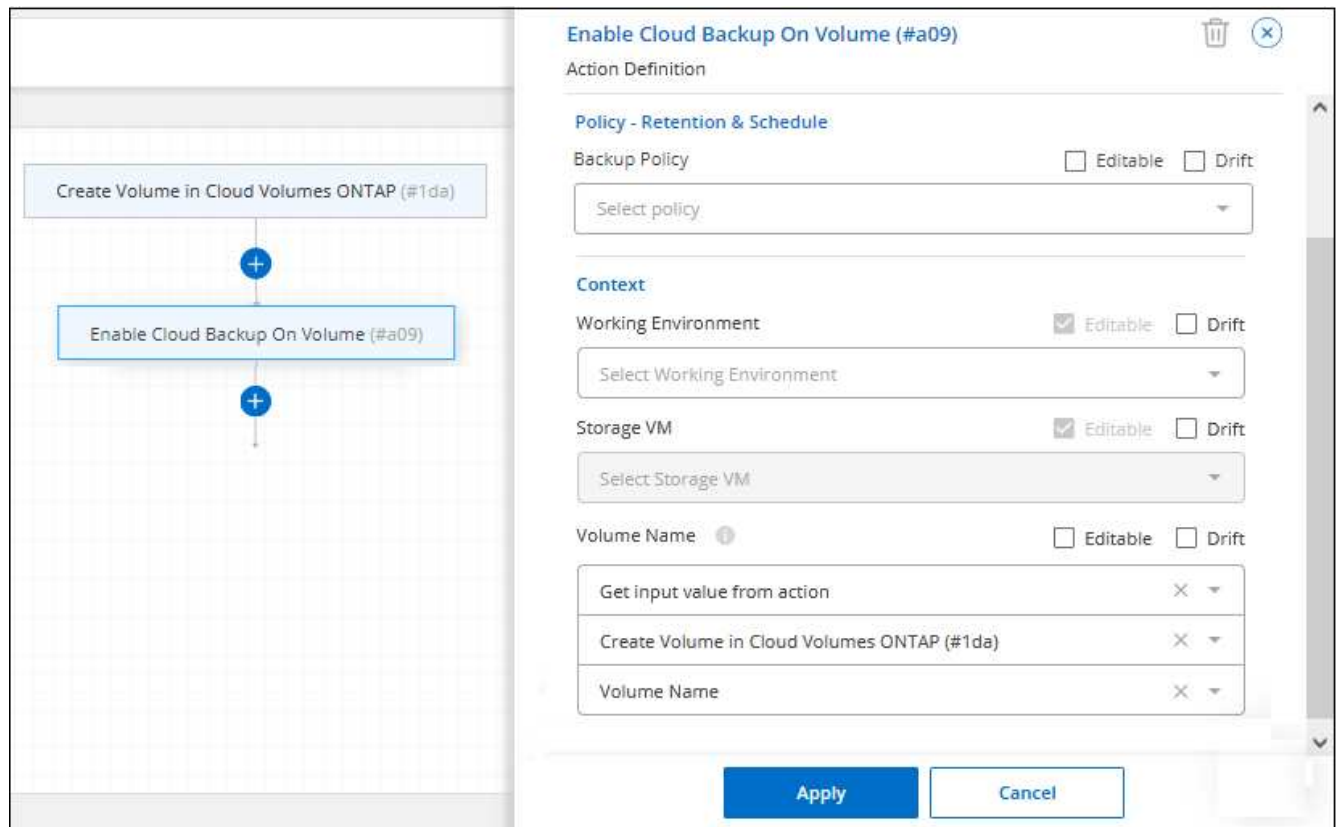 Create Volume in Cloud Volumes ONTAP (#1da)
Enable Cloud Backup On Volume (#a09)
Enable Cloud Backup On Volume (#a09)
Action Definition
Policy - Retention & Schedule
Backup Policy Editable Drift
Select policy
Context
Working Environment Editable Drift
Select Working Environment
Storage VM Editable Drift
Select Storage VM
Volume Name Editable Drift
Get input value from action
Create Volume in Cloud Volumes ONTAP (#1da)
Volume Name
Apply Cancel